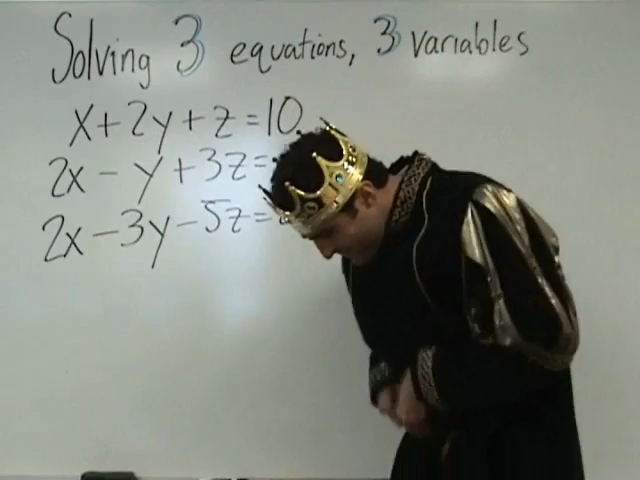 Solving 3 equations, 3 variables
x + 2y + z = 10
2x - y + 3z =
2x - 3y - 5z =